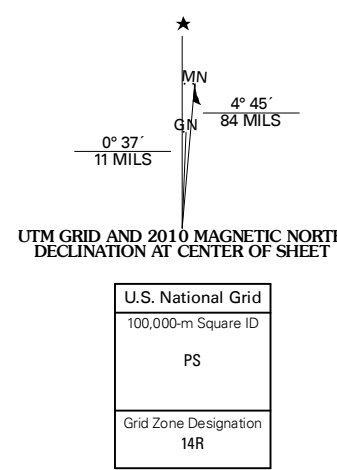 MN
GN
4° 45´
84 MILS
0° 37´
11 MILS
UTM GRID AND 2010 MAGNETIC NORTH
DECLINATION AT CENTER OF SHEET
U.S. National Grid
100,000-m Square ID
PS
Grid Zone Designation
14R